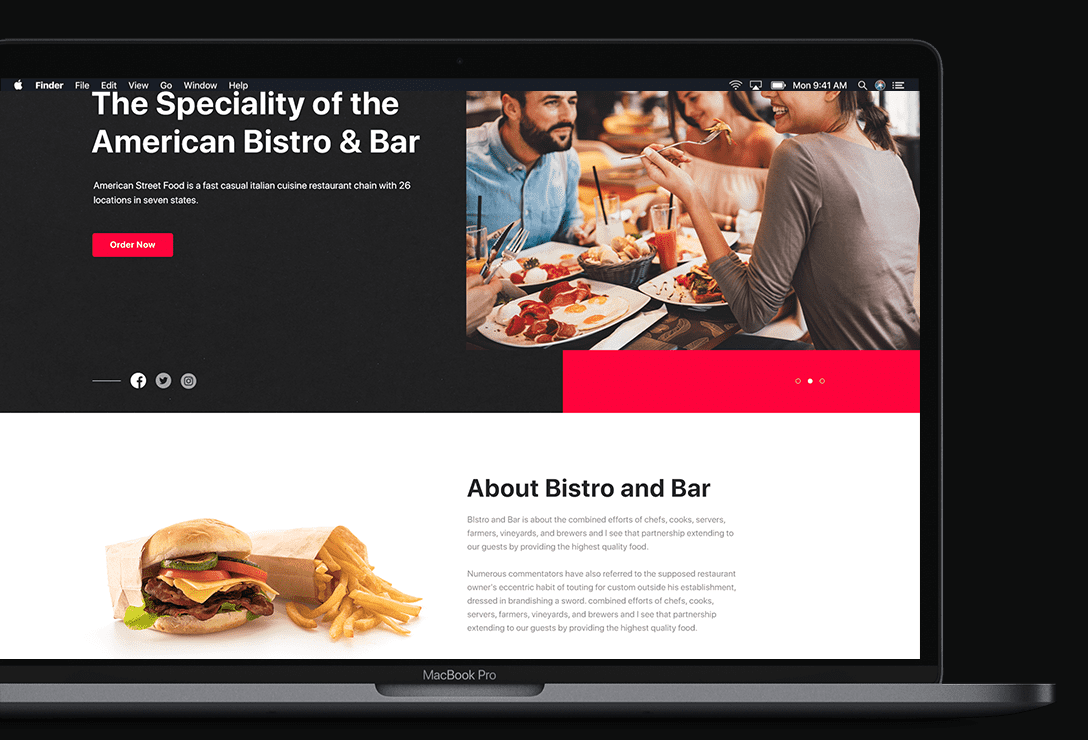 Finder File Edit View Go Window Help Mon 9:41 AM
The Speciality of the
American Bistro & Bar
American Street Food is a fast casual italian cuisine restaurant chain with 26
locations in seven states.
Order Now
About Bistro and Bar
BIstro and Bar is about the combined efforts of chefs, cooks, servers,
farmers, vineyards, and brewers and I see that partnership extending to
our guests by providing the highest quality food.
Numerous commentators have also referred to the supposed restaurant
owner's eccentric habit of touting for custom outside his establishment,
dressed in brandishing a sword. combined efforts of chefs, cooks,
servers, farmers, vineyards, and brewers and I see that partnership
extending to our guests by providing the highest quality food.
MacBook Pro